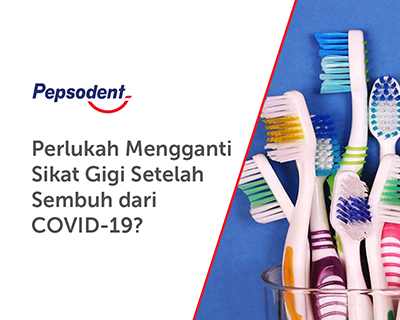 Pepsodent
Perlukah Mengganti
Sikat Gigi Setelah
Sembuh dari
COVID-19?